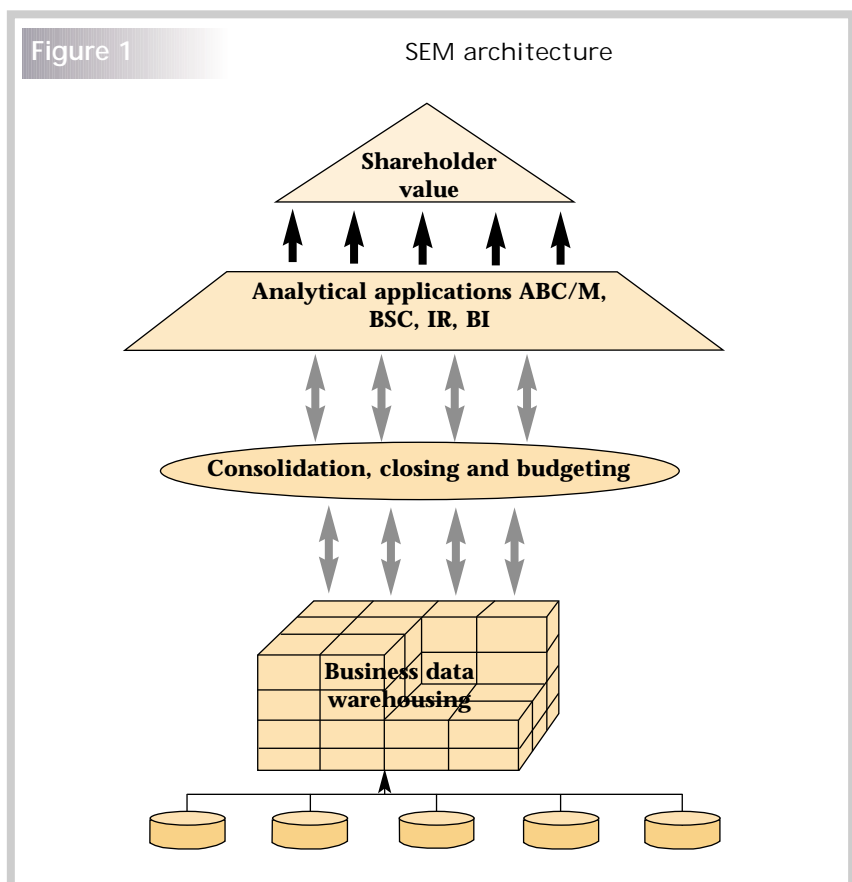 Figure 1
SEM architecture
Shareholder
value
Analytical applications ABC/M,
BSC, IR, BI
Consolidation, closing and budgeting
Business data
warehousing